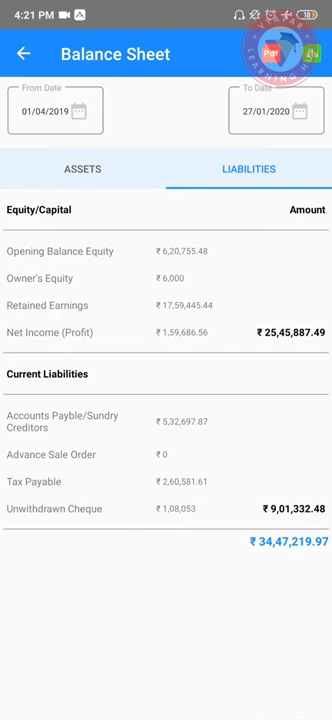 4:21 PM
18
Balance Sheet
Pdf
From Date
To Date
01/04/2019
27/01/2020
ASSETS
LIABILITIES
Equity/Capital Amount
Opening Balance Equity ₹ 6,20,755.48
Owner's Equity ₹ 6,000
Retained Earnings ₹ 17,59,445.44
Net Income (Profit) ₹ 1,59,686.56 ₹ 25,45,887.49
Current Liabilities
Accounts Payble/Sundry
Creditors ₹ 5,32,697.87
Advance Sale Order ₹ 0
Tax Payable ₹ 2,60,581.61
Unwithdrawn Cheque ₹ 1,08,053 ₹ 9,01,332.48
₹ 34,47,219.97